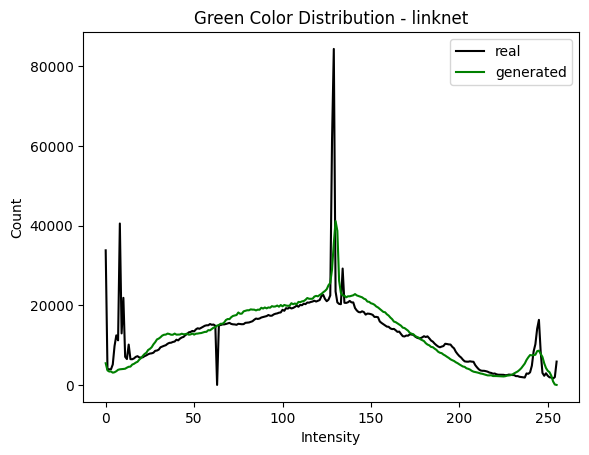 Green Color Distribution - linknet
real
generated
Count
80000
60000
40000
20000
0
0 50 100 150 200 250
Intensity